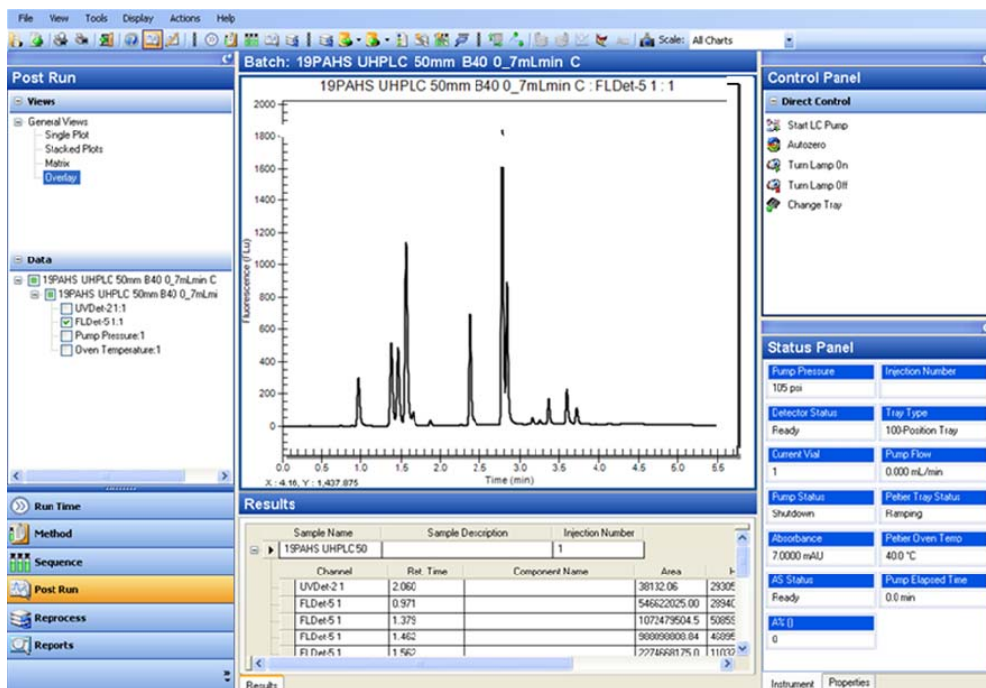 File View Tools Display Actions Help
Scale: All Charts
Post Run
Views
General Views
Single Plot
Stacked Plots
Matrix
Overlay
Data
19PAHS UHPLC 50mm B40 0_7mLmin C
19PAHS UHPLC 50mm B40 0_7mLmi
UVDet-2 1:1
FLDet-5 1:1
Pump Pressure:1
Oven Temperature:1
Run Time
Method
Sequence
Post Run
Reprocess
Reports
Batch: 19PAHS UHPLC 50mm B40 0_7mLmin C
19PAHS UHPLC 50mm B40 0_7mLmin C : FLDet-5 1 : 1
2000
1800
1600
1400
1200
1000
800
600
400
200
0
0.0 0.5 1.0 1.5 2.0 2.5 3.0 3.5 4.0 4.5 5.0 5.5
Time (min)
X : 4.16, Y : 1,437.875
Results
Sample Name Sample Description Injection Number
19PAHS UHPLC 50 1
Channel Ret. Time Component Name Area H
UVDet-2 1 2.060 38132.06 29305
FLDet-5 1 0.971 546622025.00
FLDet-5 1 1.379 1072479504.5
FLDet-5 1 1.462
FLDet-5 1 1.562 2274668175.0
Results
Control Panel
Direct Control
Start LC Pump
Autozero
Turn Lamp On
Turn Lamp Off
Change Tray
Status Panel
Pump Pressure Injection Number
105 psi
Detector Status Tray Type
Ready 100-Position Tray
Current Vial Pump Flow
1 0.000 mL/min
Pump Status Peltier Tray Status
Shutdown Ramping
Absorbance Peltier Oven Temp
7.0000 mAU 40.0 °C
AS Status Pump Elapsed Time
Ready 0.0 min
A% ()
0
Instrument Properties